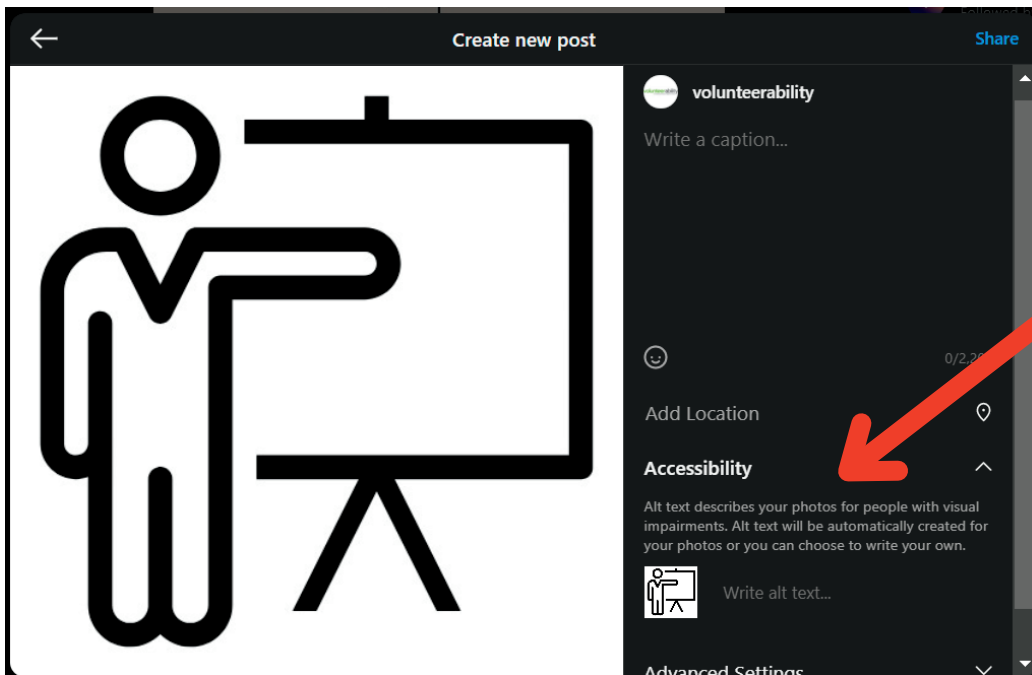 Create new post
Share
volunteerability
Write a caption...
Add Location
Accessibility
Alt text describes your photos for people with visual
impairments. Alt text will be automatically created for
your photos or you can choose to write your own.
Write alt text...
Advanced Settings